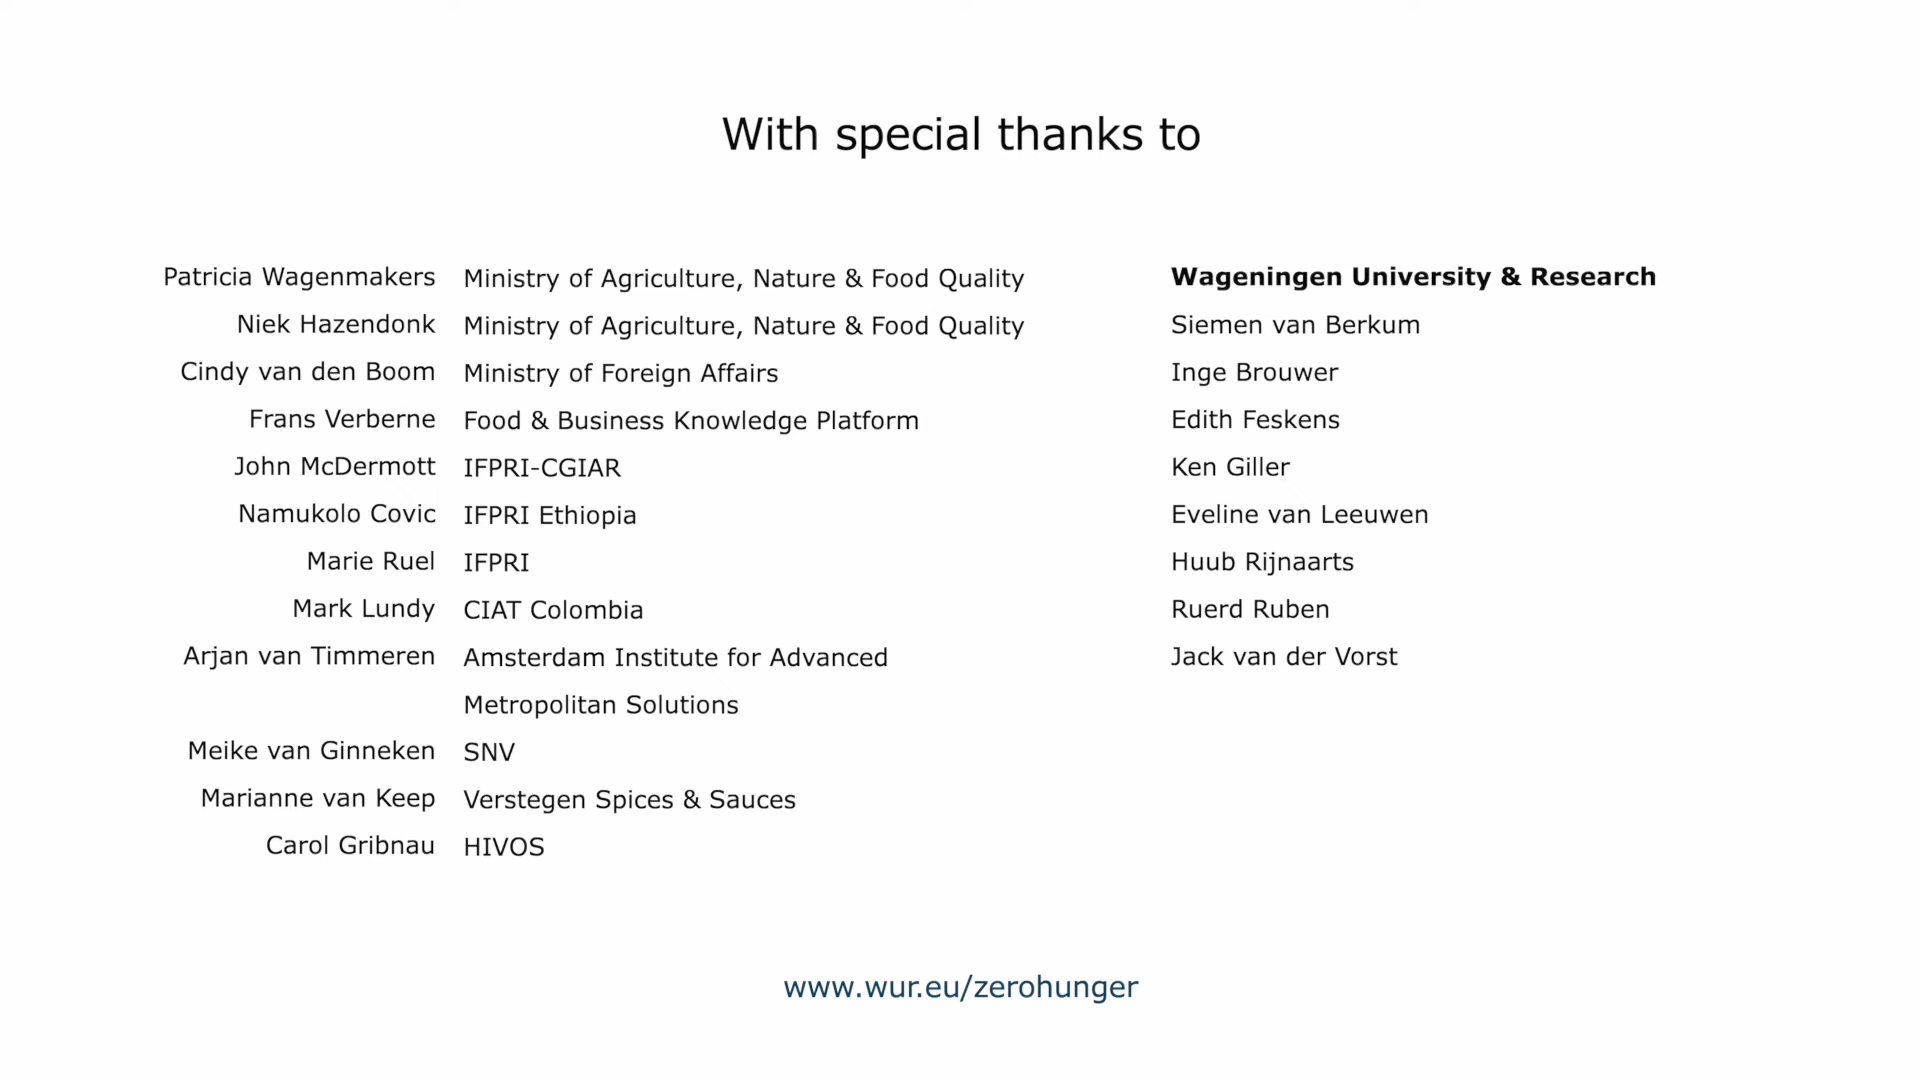 With special thanks to
Patricia Wagenmakers Ministry of Agriculture, Nature & Food Quality
Niek Hazendonk Ministry of Agriculture, Nature & Food Quality
Cindy van den Boom Ministry of Foreign Affairs
Frans Verberne Food & Business Knowledge Platform
John McDermott IFPRI-CGIAR
Namukolo Covic IFPRI Ethiopia
Marie Ruel IFPRI
Mark Lundy CIAT Colombia
Arjan van Timmeren Amsterdam Institute for Advanced
Metropolitan Solutions
Meike van Ginneken SNV
Marianne van Keep Verstegen Spices & Sauces
Carol Gribnau HIVOS
Wageningen University & Research
Siemen van Berkum
Inge Brouwer
Edith Feskens
Ken Giller
Eveline van Leeuwen
Huub Rijnaarts
Ruerd Ruben
Jack van der Vorst
www.wur.eu/zerohunger